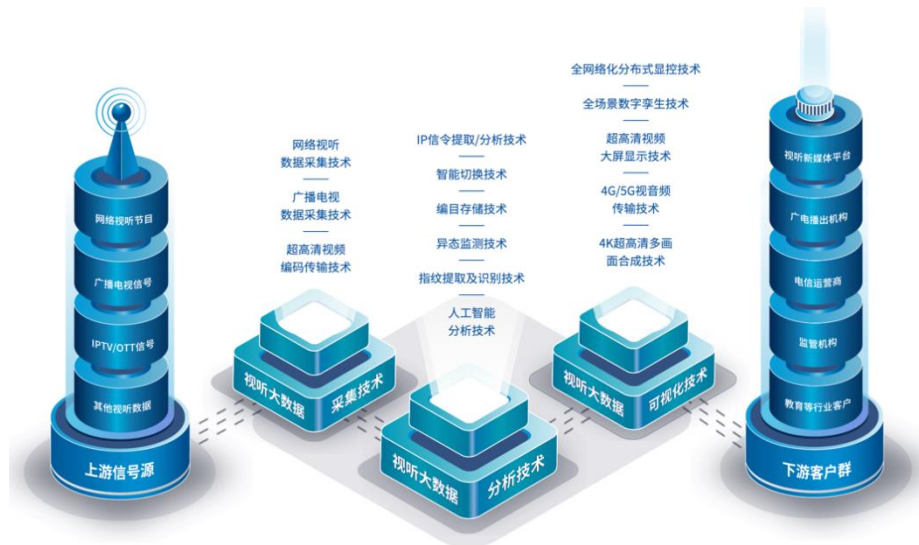 网络视听节目
广播电视信号
IPTV/OTT信号
其他视听数据
上游信号源
网络视听
数据采集技术
广播电视
数据采集技术
超高清视频
编码传输技术
视听大数据
采集技术
IP信令提取/分析技术
智能切换技术
编目存储技术
异态监测技术
指纹提取及识别技术
人工智能
分析技术
视听大数据
分析技术
全网络化分布式显控技术
全场景数字孪生技术
超高清视频
大屏显示技术
4G/5G视音频
传输技术
4K超高清多画
面合成技术
视听大数据
可视化技术
视听新媒体平台
广电播出机构
电信运营商
监管机构
教育等行业客户
下游客户群